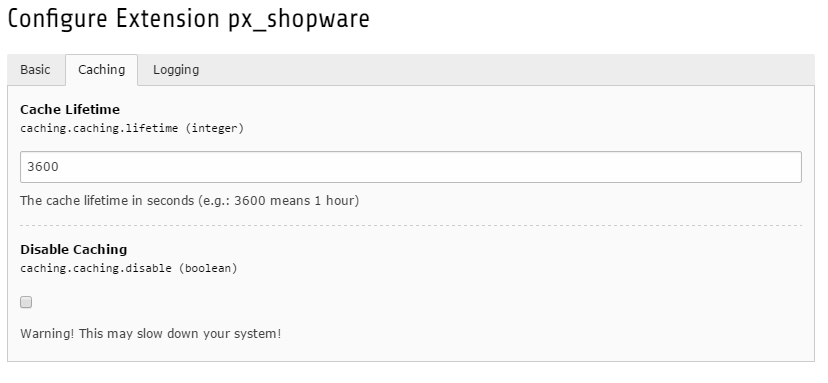 Configure Extension px_shopware
Basic Caching Logging
Cache Lifetime
caching.caching.lifetime (integer)
3600
The cache lifetime in seconds (e.g.: 3600 means 1 hour)
Disable Caching
caching.caching.disable (boolean)
Warning! This may slow down your system!